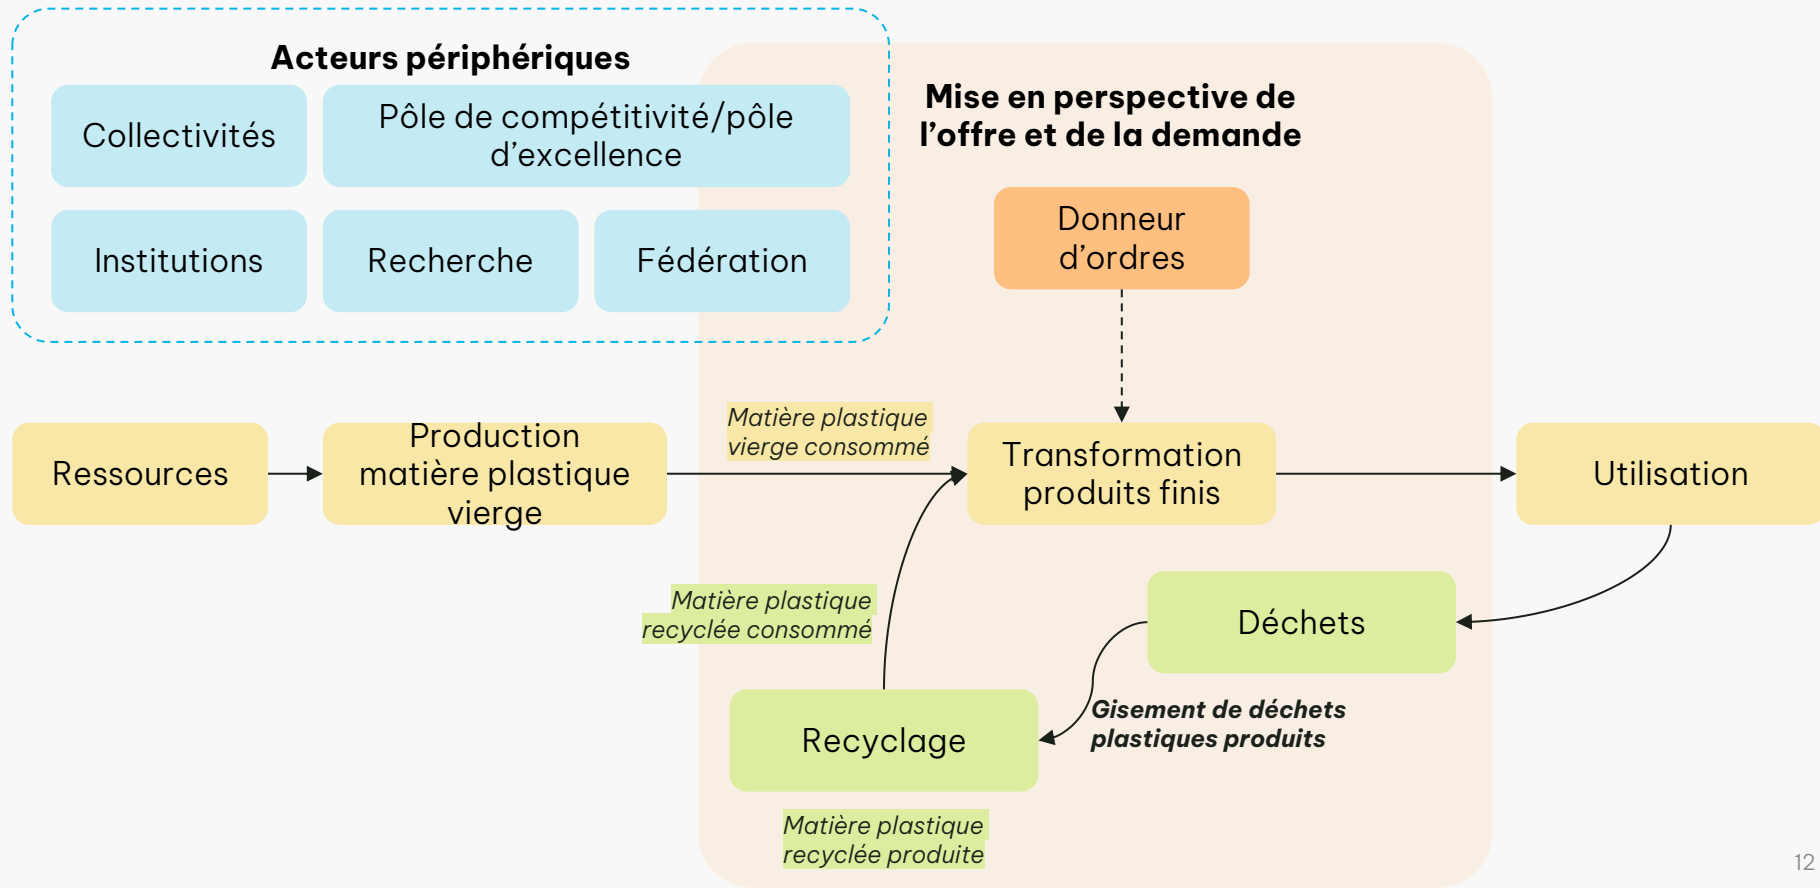 Acteurs périphériques
Collectivités
Pôle de compétitivité/pôle
d’excellence
Institutions
Recherche
Fédération
Mise en perspective de
l’offre et de la demande
Donneur
d’ordres
Ressources
Production
matière plastique
vierge
Matière plastique
vierge consommé
Transformation
produits finis
Utilisation
Matière plastique
recyclée consommé
Déchets
Gisement de déchets
plastiques produits
Recyclage
Matière plastique
recyclée produite
12